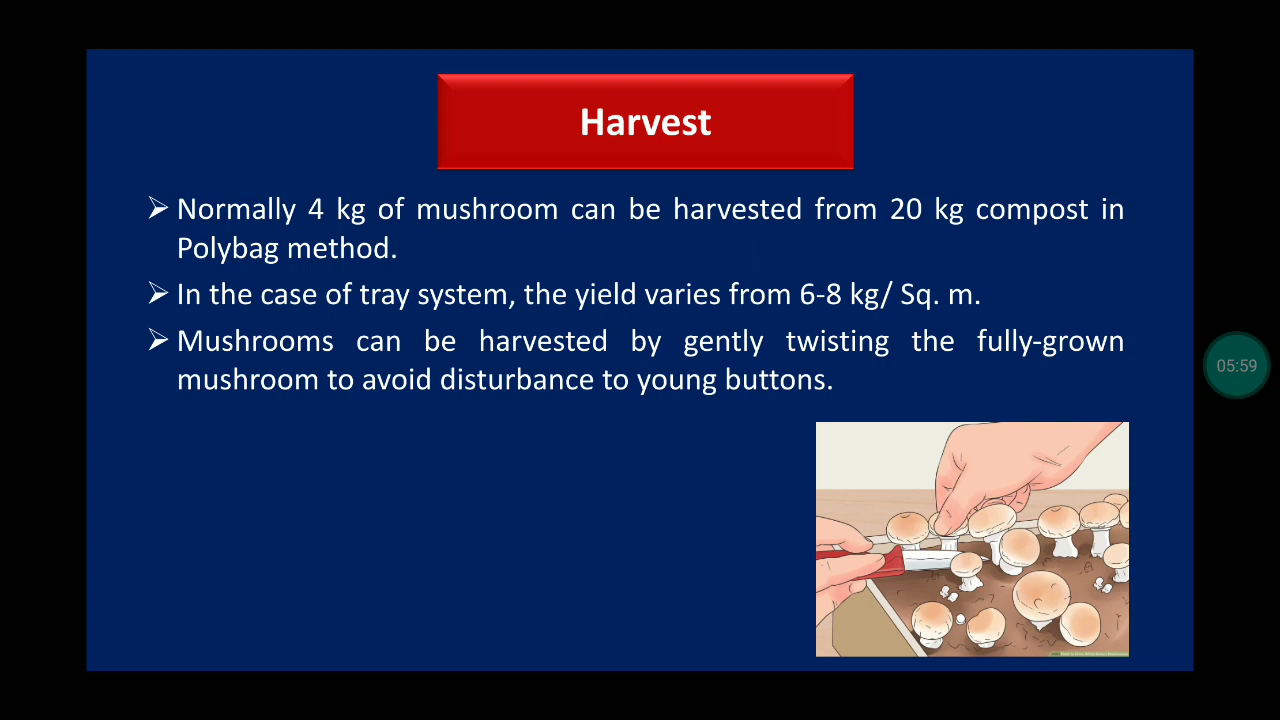 Harvest
➢ Normally 4 kg of mushroom can be harvested from 20 kg compost in
Polybag method.
➢ In the case of tray system, the yield varies from 6-8 kg/ Sq. m.
➢ Mushrooms can be harvested by gently twisting the fully-grown
mushroom to avoid disturbance to young buttons.
05:59